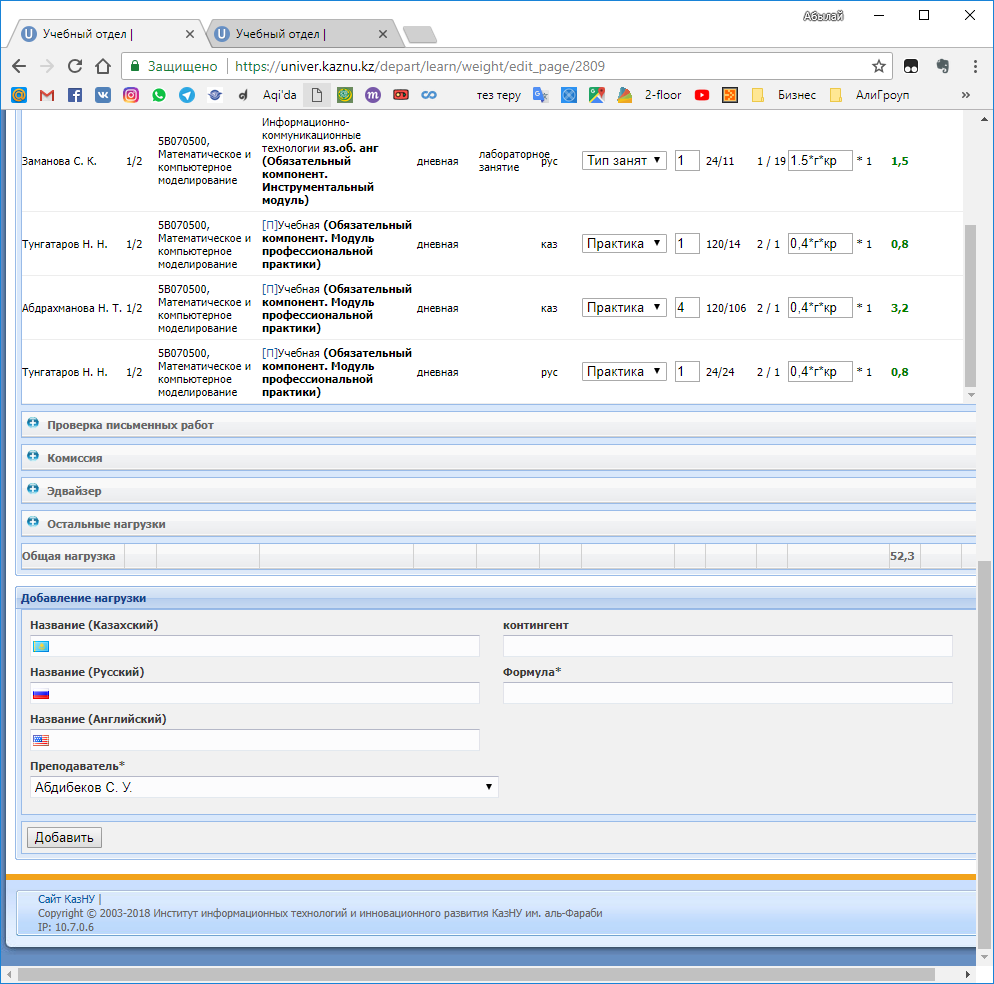 Абылай
Учебный отдел |
Учебный отдел |
Защищено
https://univer.kaznu.kz/depart/learn/weight/edit_page/2809
Aqi'da
тез теру
2-floor
Бизнес
АлиГроуп
»
Заманова С. К. 1/2 5В070500, Математическое и компьютерное моделирование Информационно-коммуникационные технологии яз.об. анг (Обязательный компонент. Инструментальный модуль) дневная лабораторное занятие рус Тип занят 1 24/11 1 / 19 1.5*г*кр * 1 1,5
Тунгатаров Н. Н. 1/2 5В070500, Математическое и компьютерное моделирование [П]Учебная (Обязательный компонент. Модуль профессиональной практики) дневная каз Практика 1 120/14 2 / 1 0,4*г*кр * 1 0,8
Абдрахманова Н. Т. 1/2 5В070500, Математическое и компьютерное моделирование [П]Учебная (Обязательный компонент. Модуль профессиональной практики) дневная каз Практика 4 120/106 2 / 1 0,4*г*кр * 1 3,2
Тунгатаров Н. Н. 1/2 5В070500, Математическое и компьютерное моделирование [П]Учебная (Обязательный компонент. Модуль профессиональной практики) дневная рус Практика 1 24/24 2 / 1 0,4*г*кр * 1 0,8
Проверка письменных работ
Комиссия
Эдвайзер
Остальные нагрузки
Общая нагрузка 52,3
Добавление нагрузки
Название (Казахский)
контингент
Название (Русский)
Формула*
Название (Английский)
Преподаватель*
Абдибеков С. У.
Добавить
Сайт КазНУ |
Copyright © 2003-2018 Институт информационных технологий и инновационного развития КазНУ им. аль-Фараби
IP: 10.7.0.6